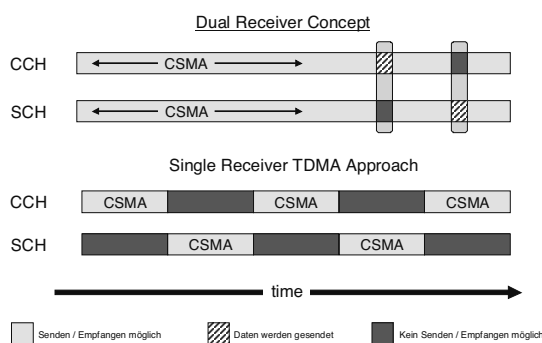 Dual Receiver Concept
CCH CSMA
SCH CSMA
Single Receiver TDMA Approach
CCH CSMA CSMA CSMA
SCH CSMA CSMA
time
Senden / Empfangen möglich Daten werden gesendet Kein Senden / Empfangen möglich